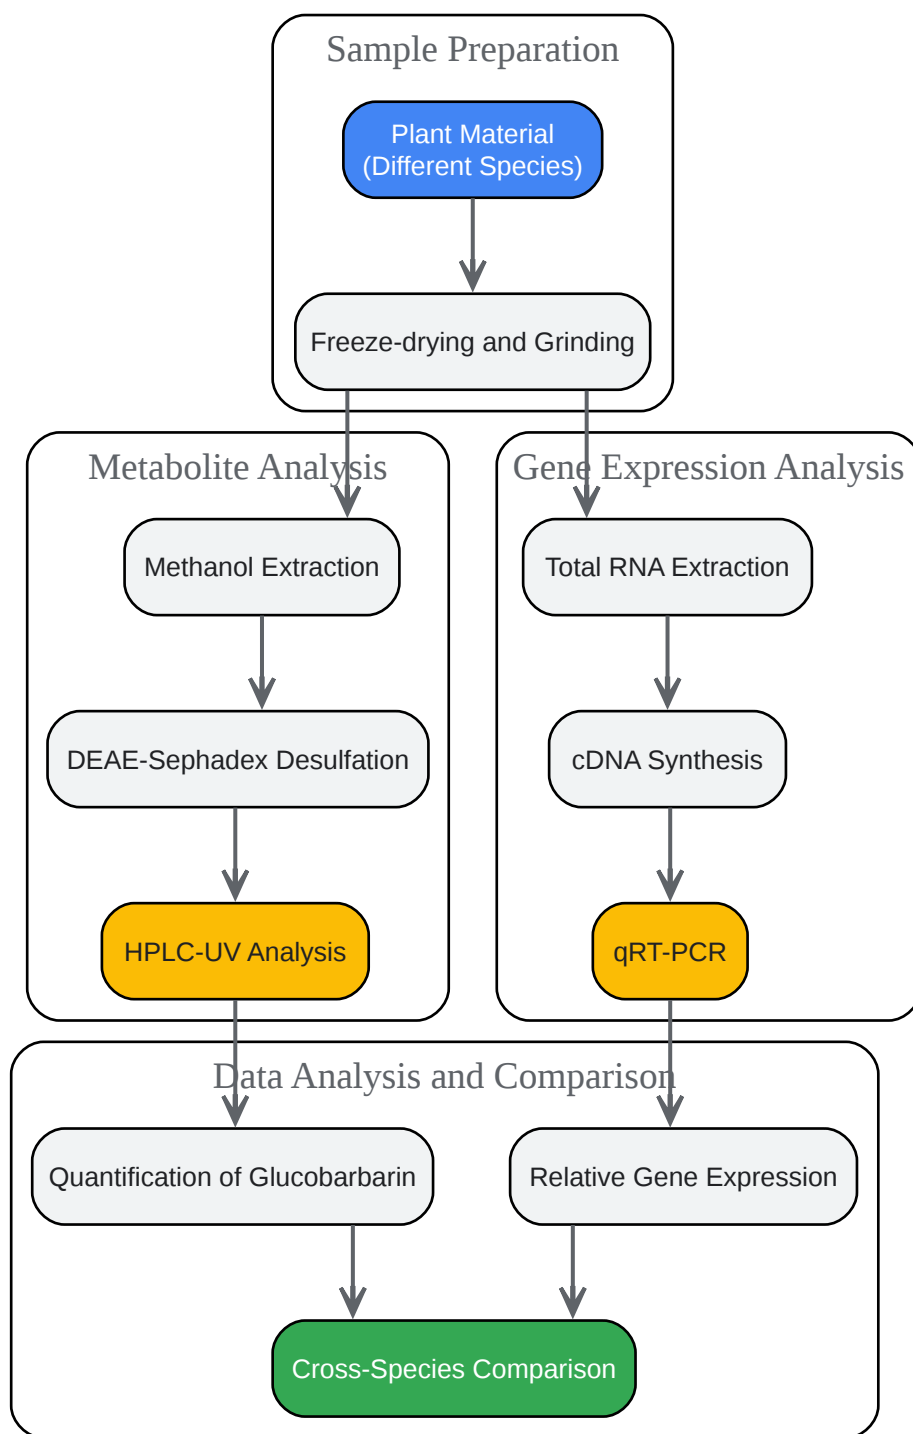 Sample Preparation
Plant Material
(Different Species)
Freeze-drying and Grinding
Metabolite Analysis
Gene Expression Analysis
Methanol Extraction
Total RNA Extraction
DEAE-Sephadex Desulfation
cDNA Synthesis
HPLC-UV Analysis
qRT-PCR
Data Analysis and Comparison
Quantification of Glucobarbarin
Relative Gene Expression
Cross-Species Comparison